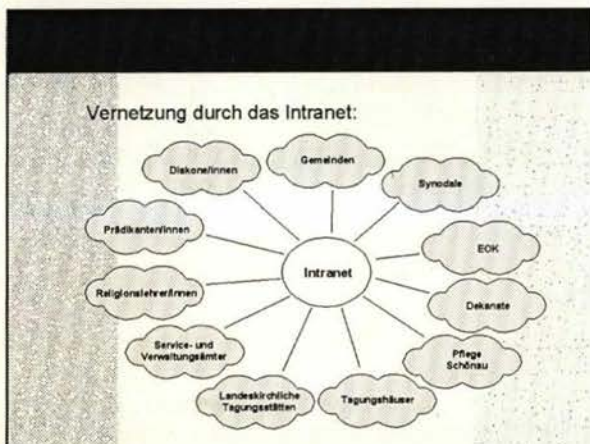 Vernetzung durch das Intranet:
Gemeinden
Diakone/innen
Synodale
Prädikanten/innen
EOK
Intranet
Religionslehrer/innen
Dekanate
Service- und
Verwaltungsämter
Pflege
Schönau
Landeskirchliche
Tagungsstätten
Tagungshäuser